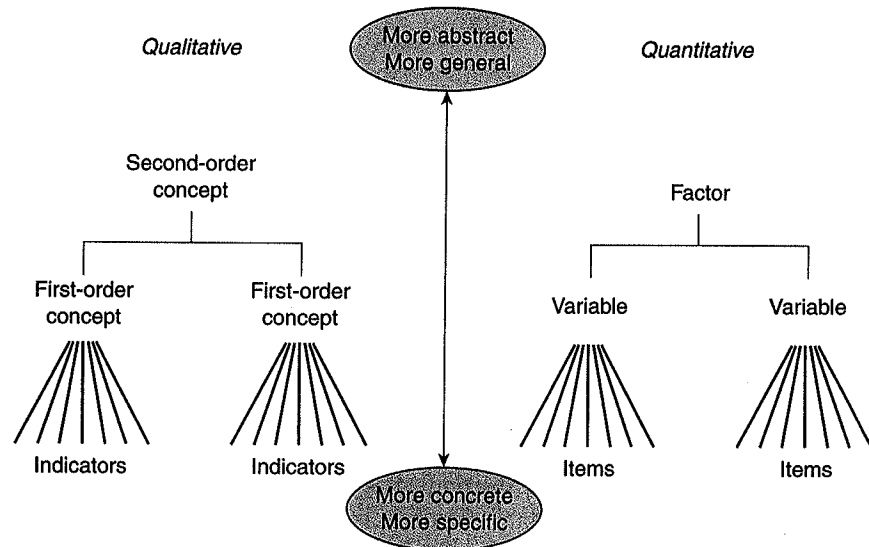 Qualitative
More abstract
More general
Quantitative
Second-order
concept
Factor
First-order
concept
First-order
concept
Variable
Variable
Indicators
Indicators
Items
Items
More concrete
More specific